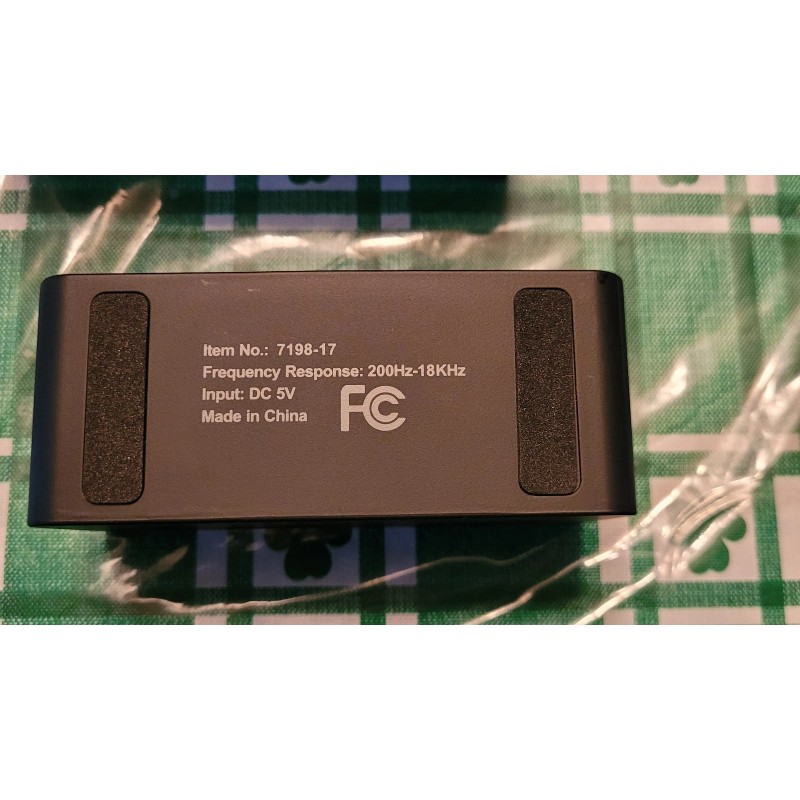 Item No.: 7198-17
Frequency Response: 200Hz-18KHz
Input: DC 5V
Made in China
FC